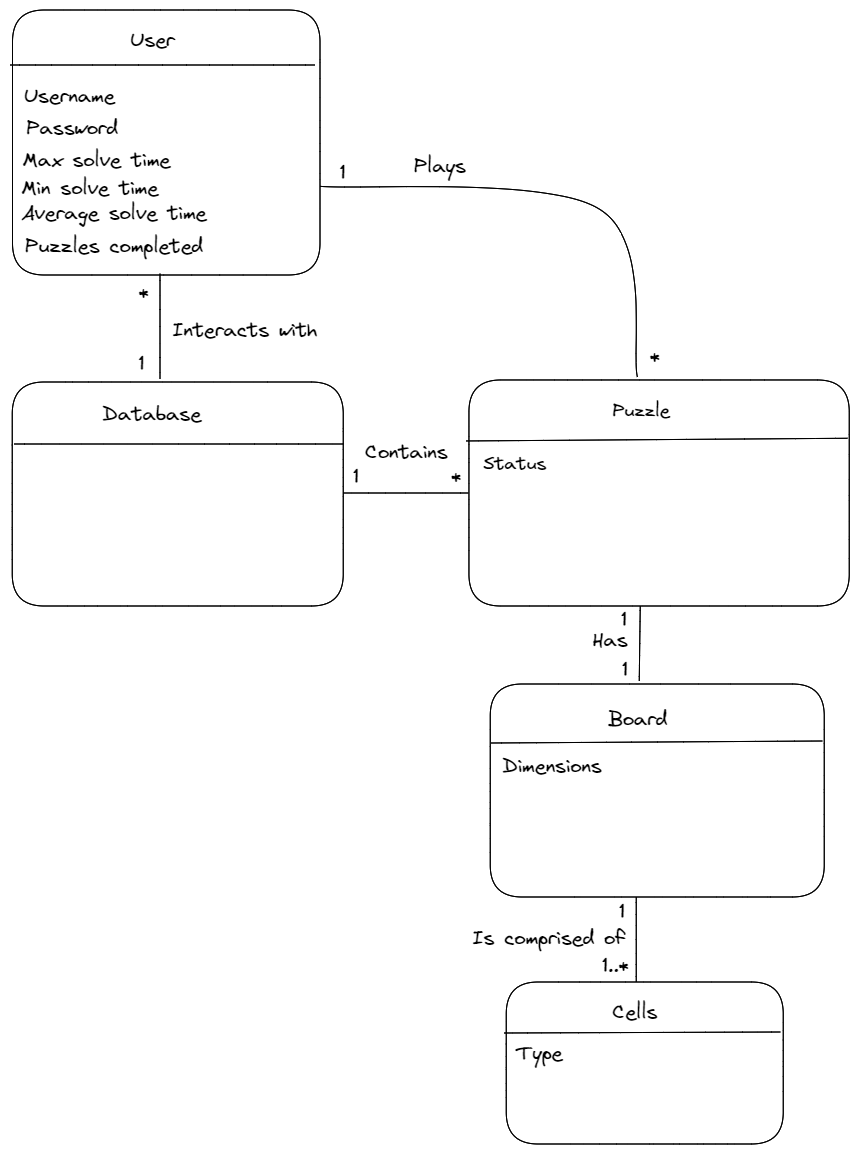 User
Username
Password
Max solve time
Min solve time
Average solve time
Puzzles completed
1
Plays
*
*
Interacts with
1
Database
Contains
1
*
Puzzle
Status
1
Has
1
Board
Dimensions
1
Is comprised of
1..*
Cells
Type